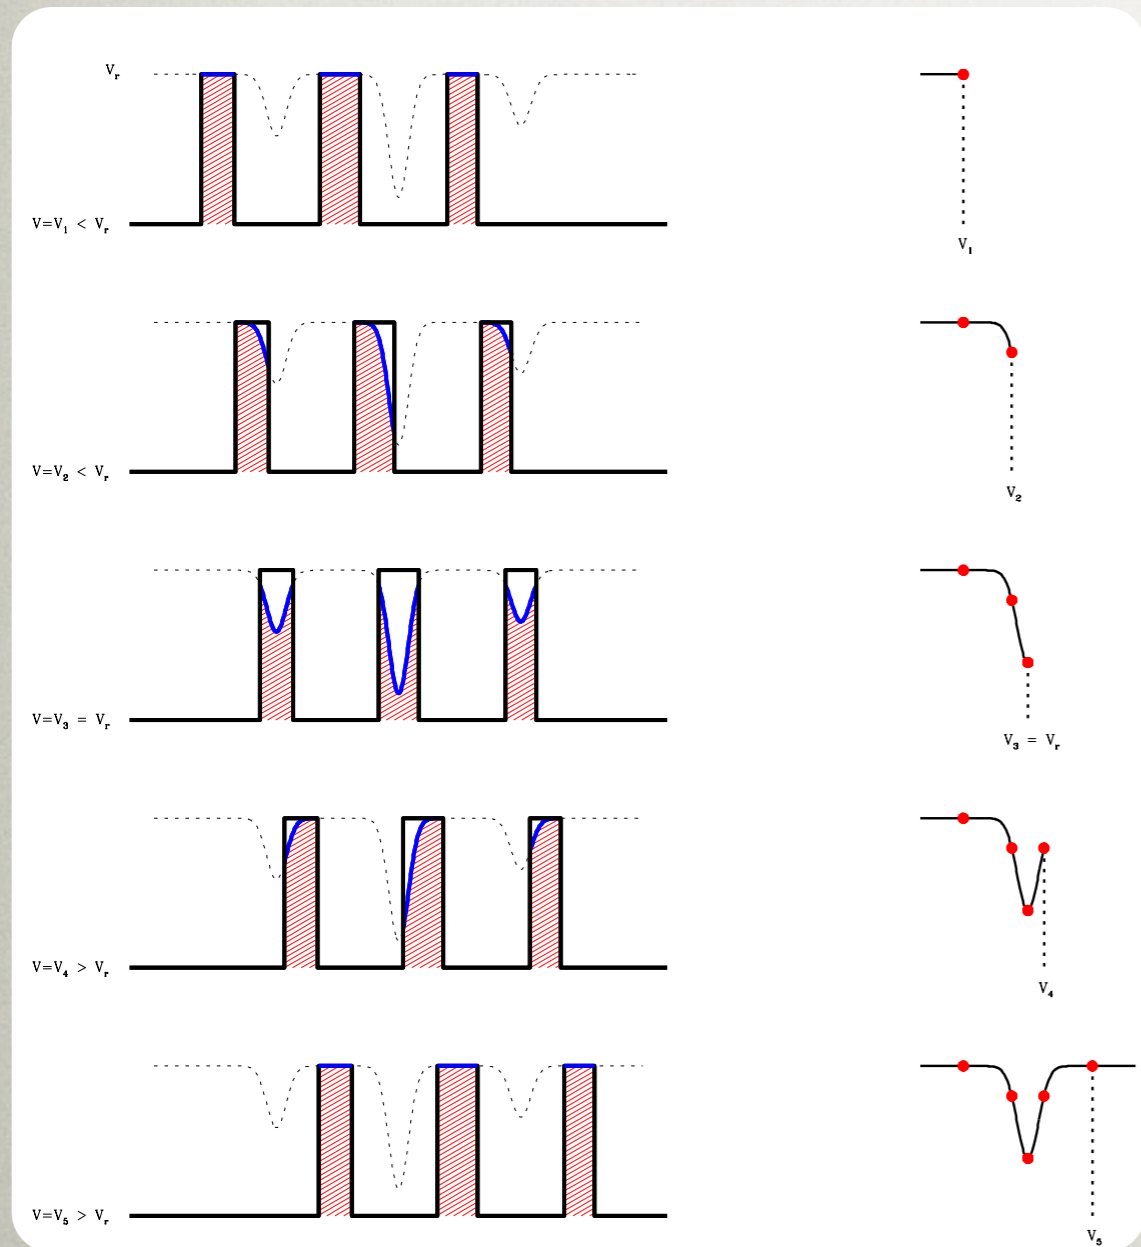 Vr
V=V1 < Vr
V1
V=V2 < Vr
V2
V=V3 = Vr
V3 = Vr
V=V4 > Vr
V4
V=V5 > Vr
V5